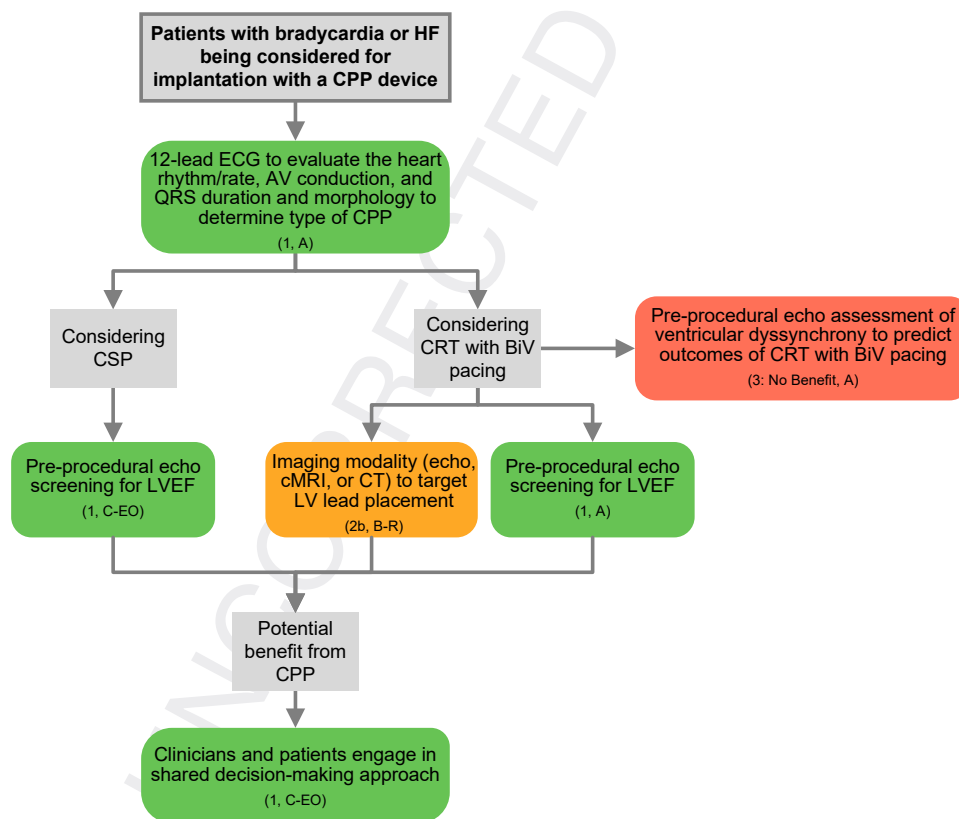 Patients with bradycardia or HF
being considered for
implantation with a CPP device
12-lead ECG to evaluate the heart
rhythm/rate, AV conduction, and
QRS duration and morphology to
determine type of CPP
(1, A)
Considering
CSP
Considering
CRT with BiV
pacing
Pre-procedural echo assessment of
ventricular dyssynchrony to predict
outcomes of CRT with BiV pacing
(3: No Benefit, A)
Pre-procedural echo
screening for LVEF
(1, C-EO)
Imaging modality (echo,
cMRI, or CT) to target
LV lead placement
(2b, B-R)
Pre-procedural echo
screening for LVEF
(1, A)
Potential
benefit from
CPP
Clinicians and patients engage in
shared decision-making approach
(1, C-EO)
UNCORRECTED